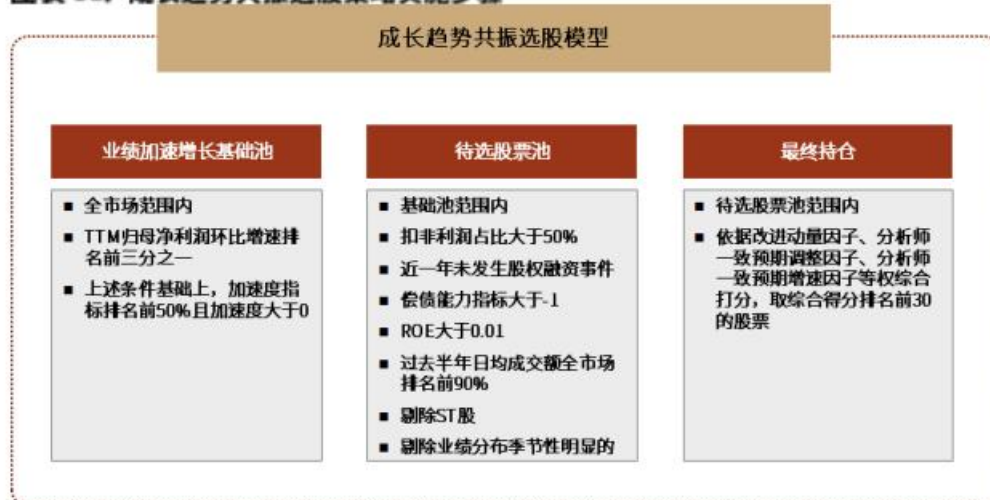 成长趋势共振选股模型
业绩加速增长基础池
■ 全市场范围内
■ TTM归母净利润环比增速排
名前三分之一
■ 上述条件基础上，加速度指
标排名前50%且加速度大于0
待选股票池
■ 基础池范围内
■ 扣非利润占比大于50%
■ 近一年未发生股权融资事件
■ 偿债能力指标大于-1
■ ROE大于0.01
■ 过去半年日均成交额全市场
排名前90%
■ 剔除ST股
■ 剔除业绩分布季节性明显的
最终持仓
■ 待选股票池范围内
■ 依据改进动量因子、分析师
一致预期调整因子、分析师
一致预期增速因子等权综合
打分，取综合得分排名前30
的股票